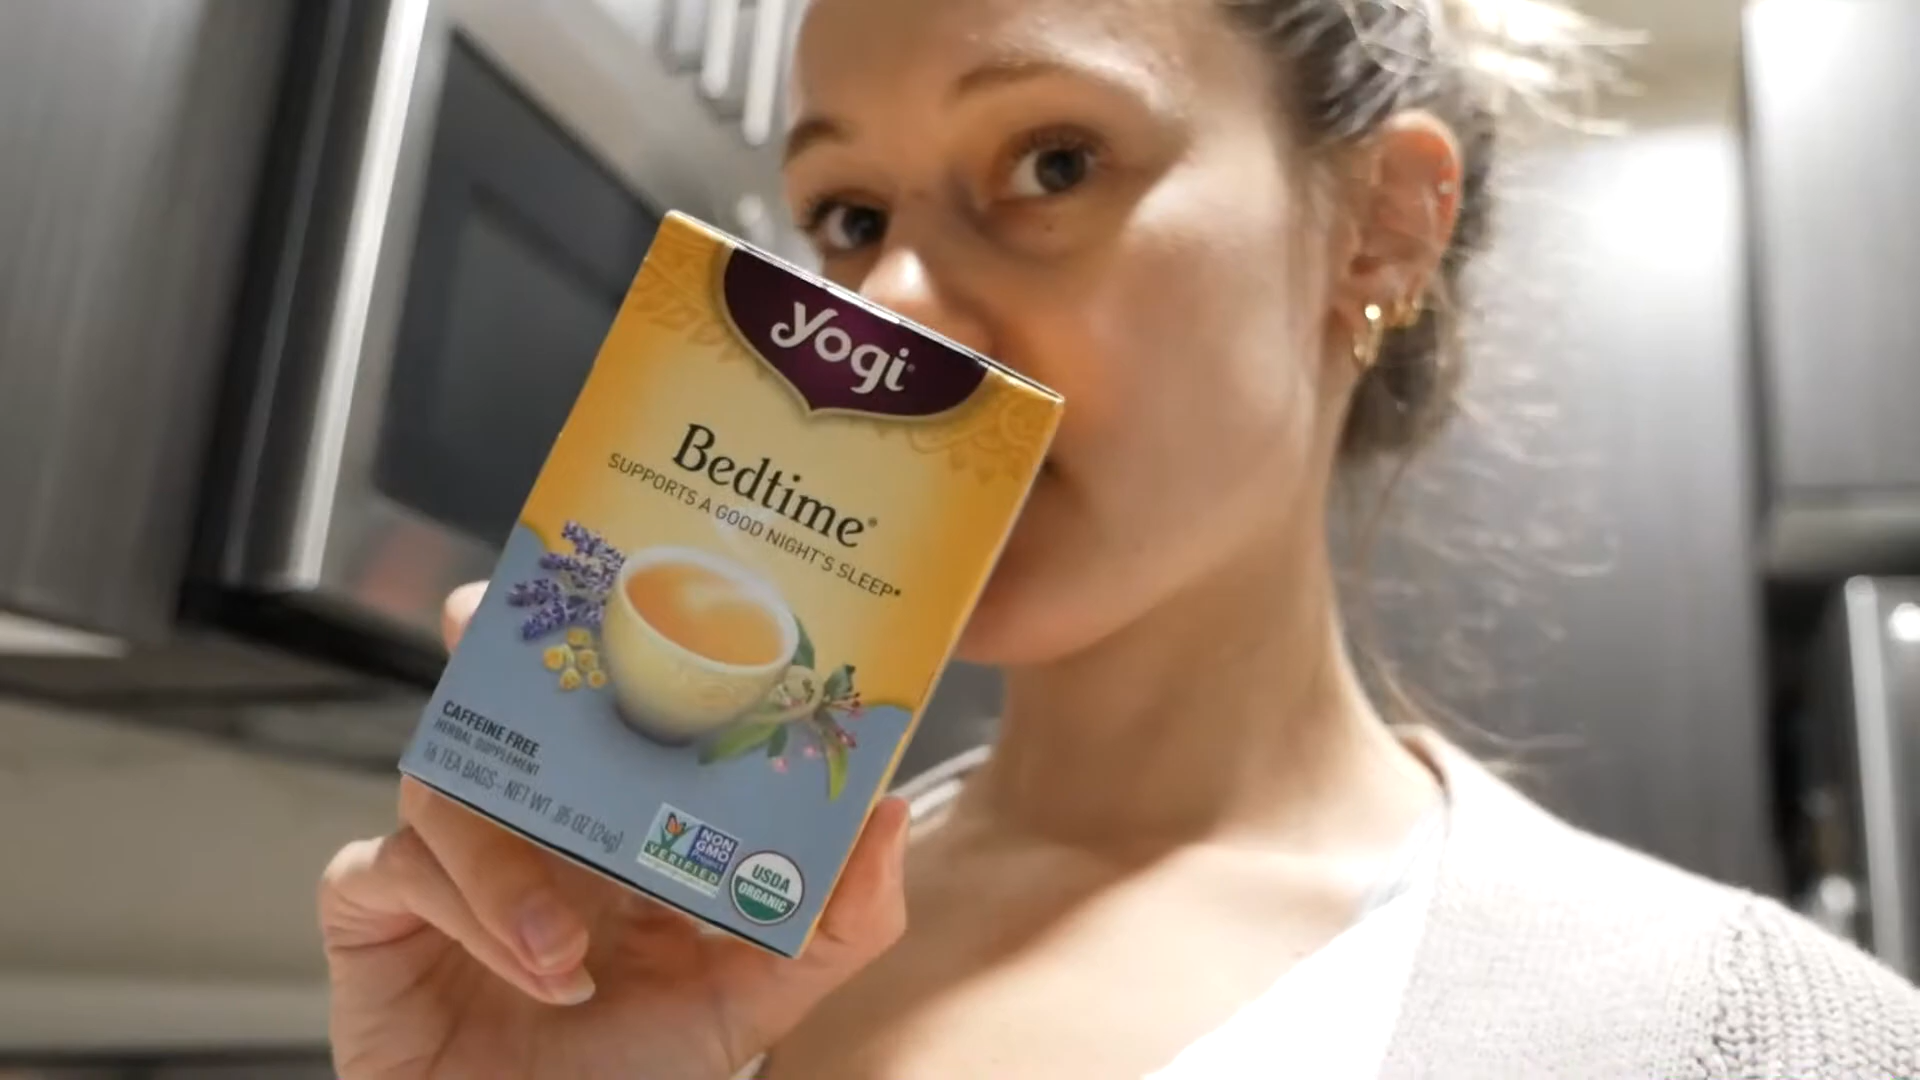 yogi®
Bedtime®
SUPPORTS A GOOD NIGHT'S SLEEP*
CAFFEINE FREE
HERBAL SUPPLEMENT
16 TEA BAGS - NET WT .85 OZ (24g)
NON
GMO
Project
VERIFIED
USDA
ORGANIC